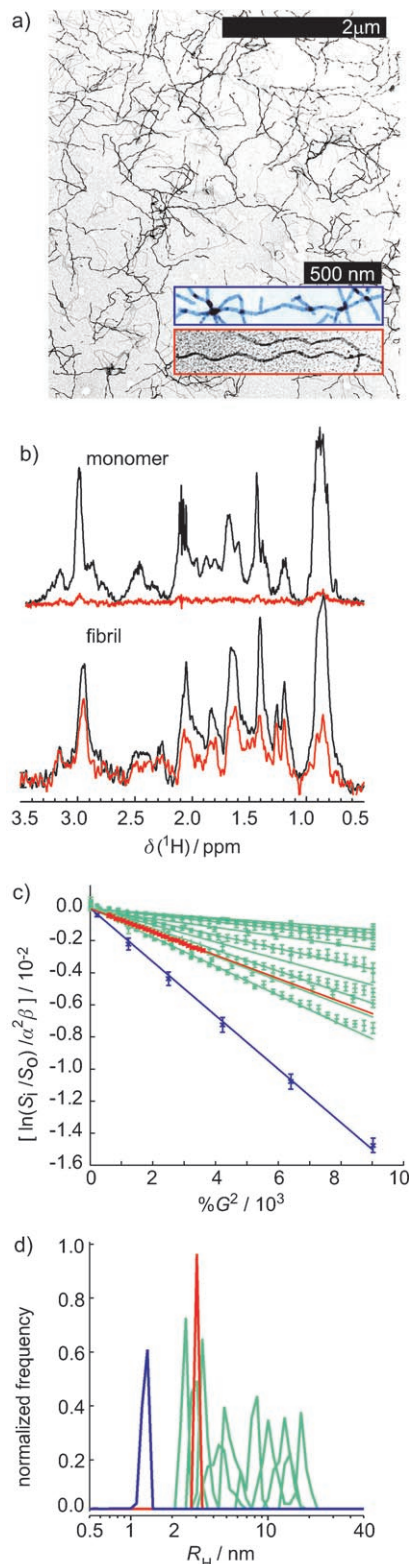 a)
2μm
500 nm
b)
monomer
fibril
3.5 3.0 2.5 2.0 1.5 1.0 0.5
δ(¹H) / ppm
c)
[ ln(Sᵢ /S₀) /α²β ] / 10⁻²
0.0
-0.2
-0.4
-0.6
-0.8
-1.0
-1.2
-1.4
-1.6
0 2 4 6 8 10
%G² / 10³
d)
normalized frequency
1.0
0.8
0.6
0.4
0.2
0.0
0.5 1 2 10 40
R_H / nm